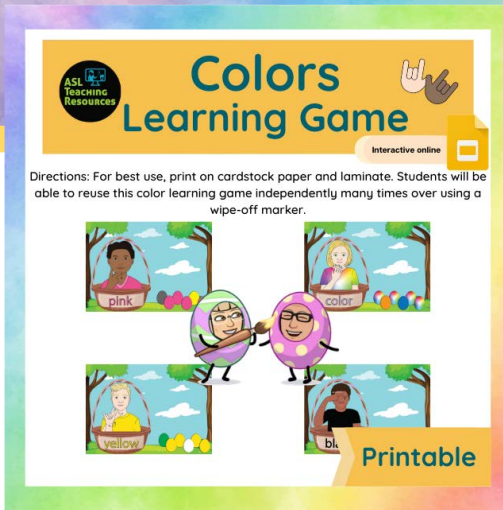 ASL
Teaching
Resources
Colors
Learning Game
Interactive online
Directions: For best use, print on cardstock paper and laminate. Students will be
able to reuse this color learning game independently many times over using a
wipe-off marker.
pink
color
yellow
Printable